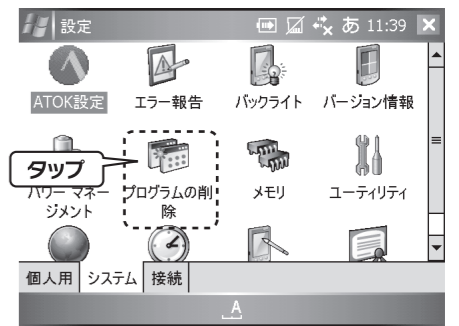 設定
あ 11:39
ATOK設定
エラー報告
バックライト
バージョン情報
タップ
パワー マネー
ジメント
プログラムの削
除
メモリ
ユーティリティ
個人用 システム 接続
A